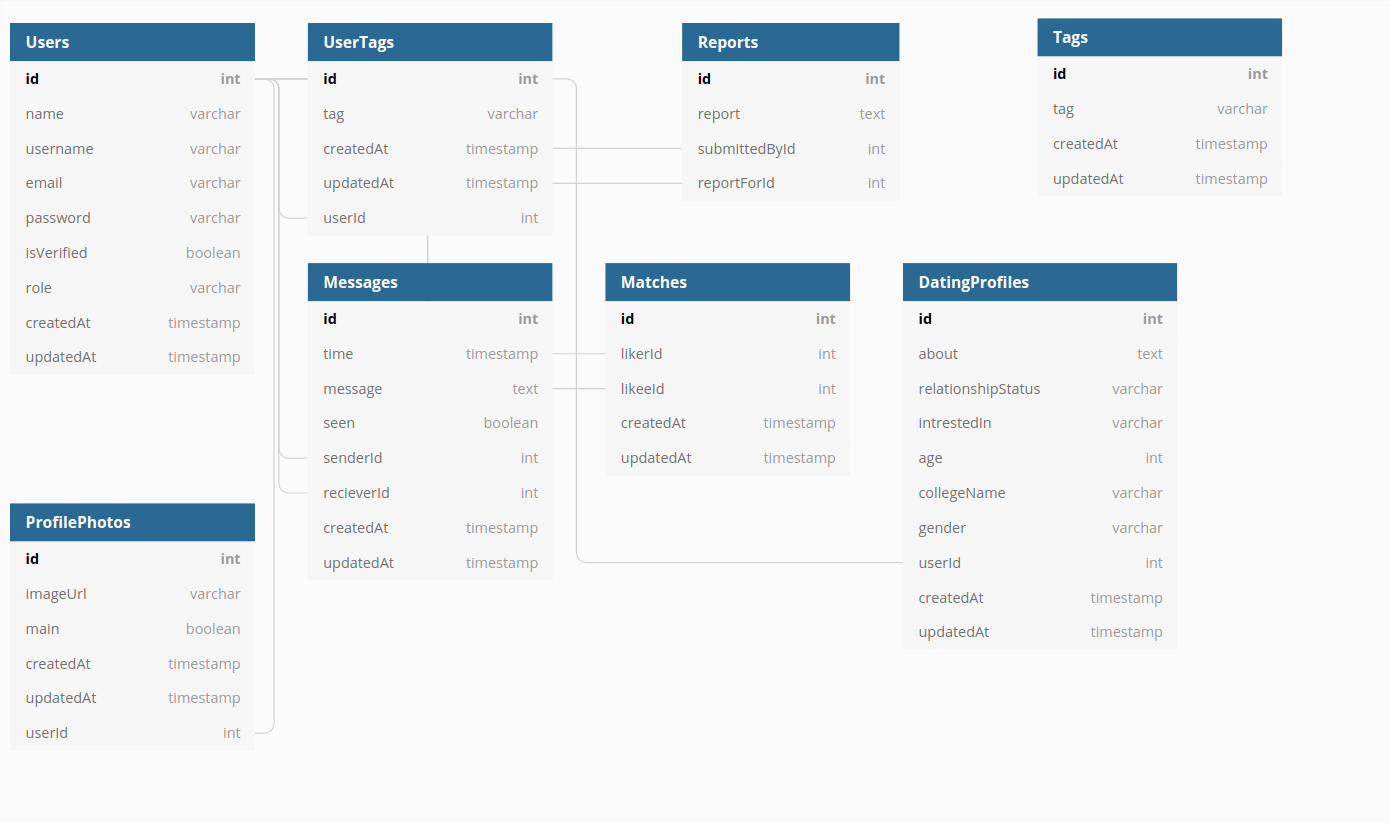 Users
id int
name varchar
username varchar
email varchar
password varchar
isVerified boolean
role varchar
createdAt timestamp
updatedAt timestamp
UserTags
id int
tag varchar
createdAt timestamp
updatedAt timestamp
userId int
Reports
id int
report text
submittedById int
reportForId int
Tags
id int
tag varchar
createdAt timestamp
updatedAt timestamp
Messages
id int
time timestamp
message text
seen boolean
senderId int
recieverId int
createdAt timestamp
updatedAt timestamp
Matches
id int
likerId int
likeeId int
createdAt timestamp
updatedAt timestamp
DatingProfiles
id int
about text
relationshipStatus varchar
intrestedIn varchar
age int
collegeName varchar
gender varchar
userId int
createdAt timestamp
updatedAt timestamp
ProfilePhotos
id int
imageUrl varchar
main boolean
createdAt timestamp
updatedAt timestamp
userId int